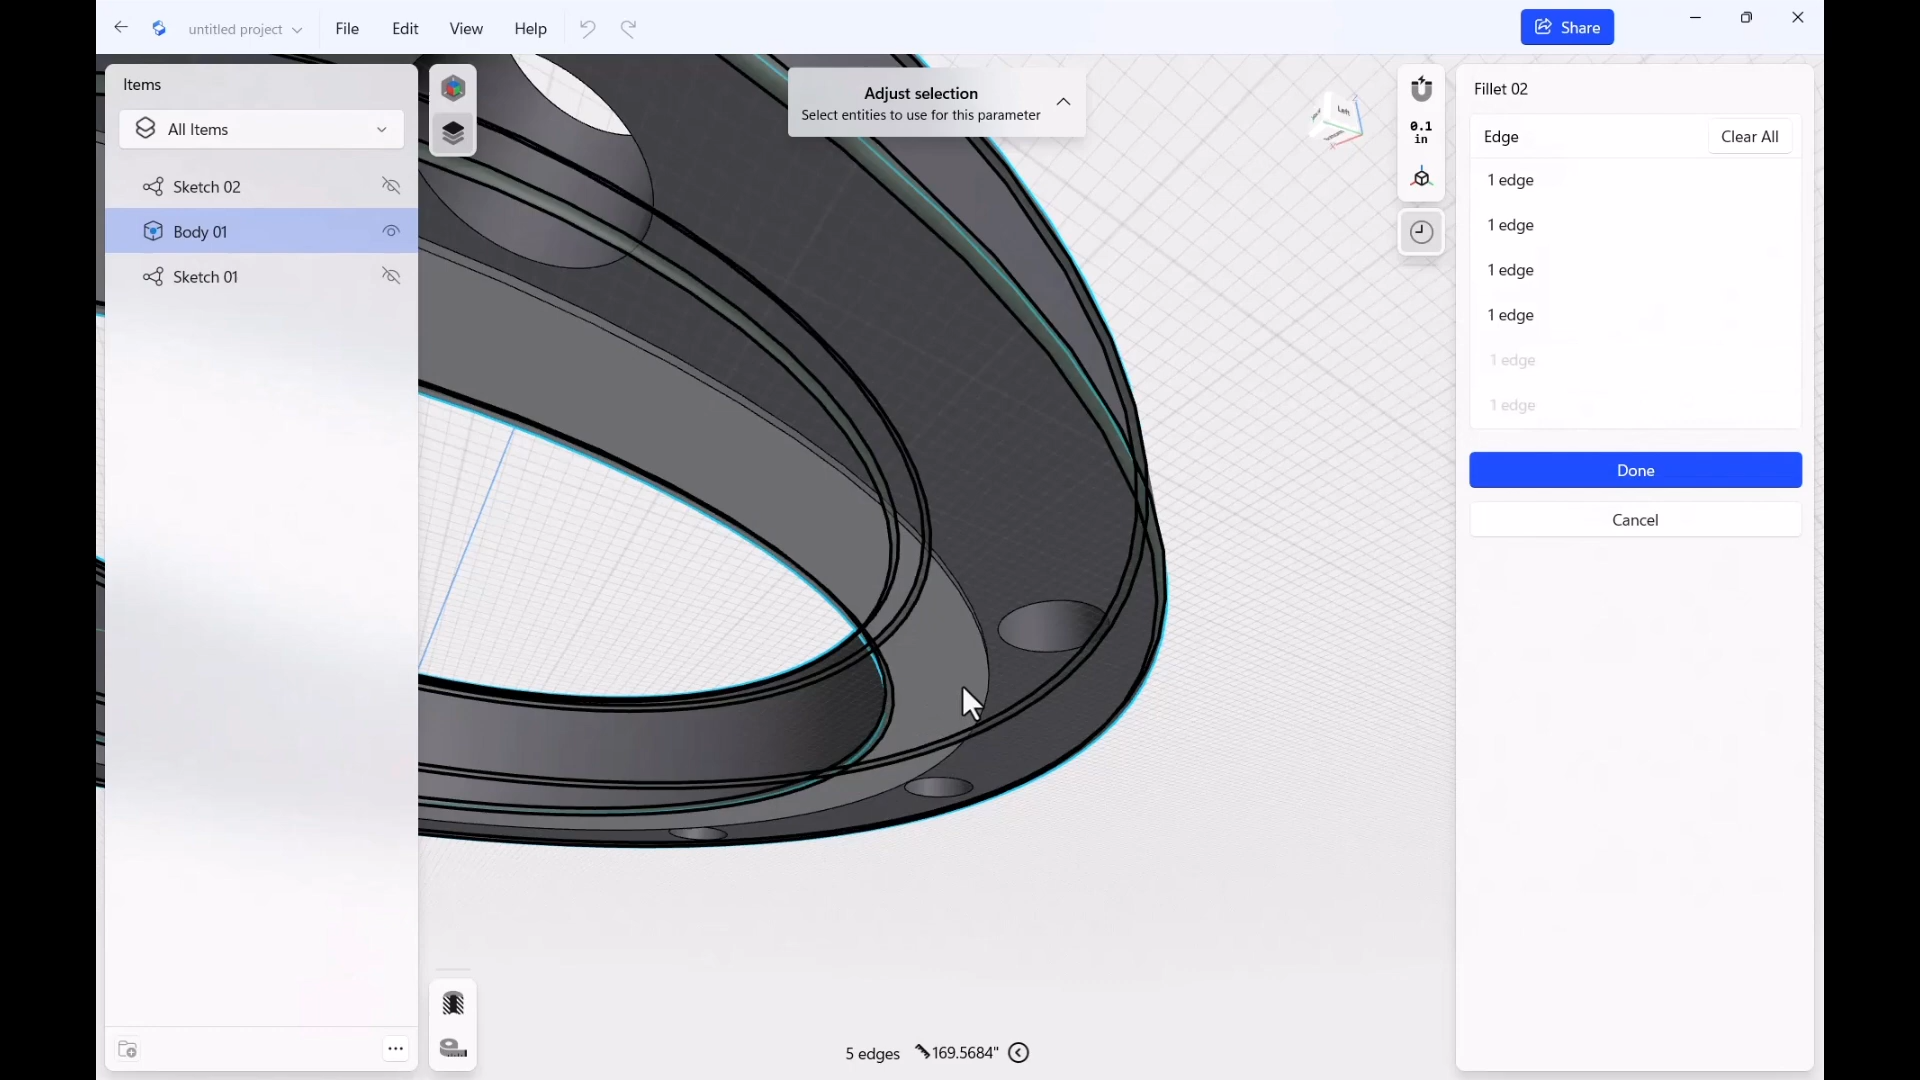 untitled project
File
Edit
View
Help
Share
Items
All Items
Sketch 02
Body 01
Sketch 01
Adjust selection
Select entities to use for this parameter
Left
0.1
in
Fillet 02
Edge
Clear All
1 edge
1 edge
1 edge
1 edge
1 edge
1 edge
Done
Cancel
5 edges
169.5684"